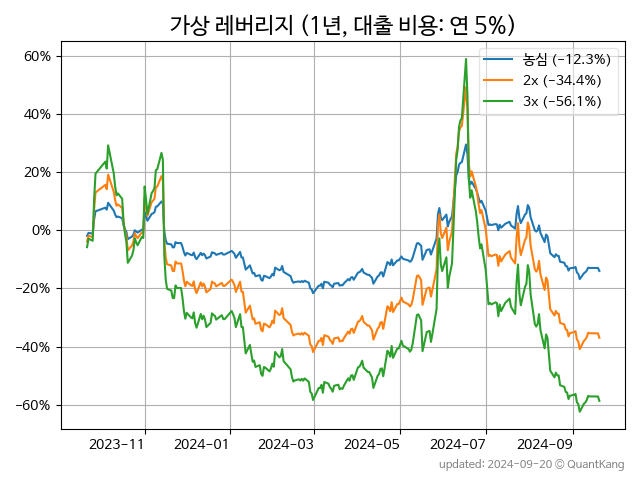 가상 레버리지 (1년, 대출 비용: 연 5%)
60%
40%
20%
0%
−20%
−40%
−60%
농심 (−12.3%)
2x (−34.4%)
3x (−56.1%)
2023-11
2024-01
2024-03
2024-05
2024-07
2024-09
updated: 2024-09-20 © QuantKang